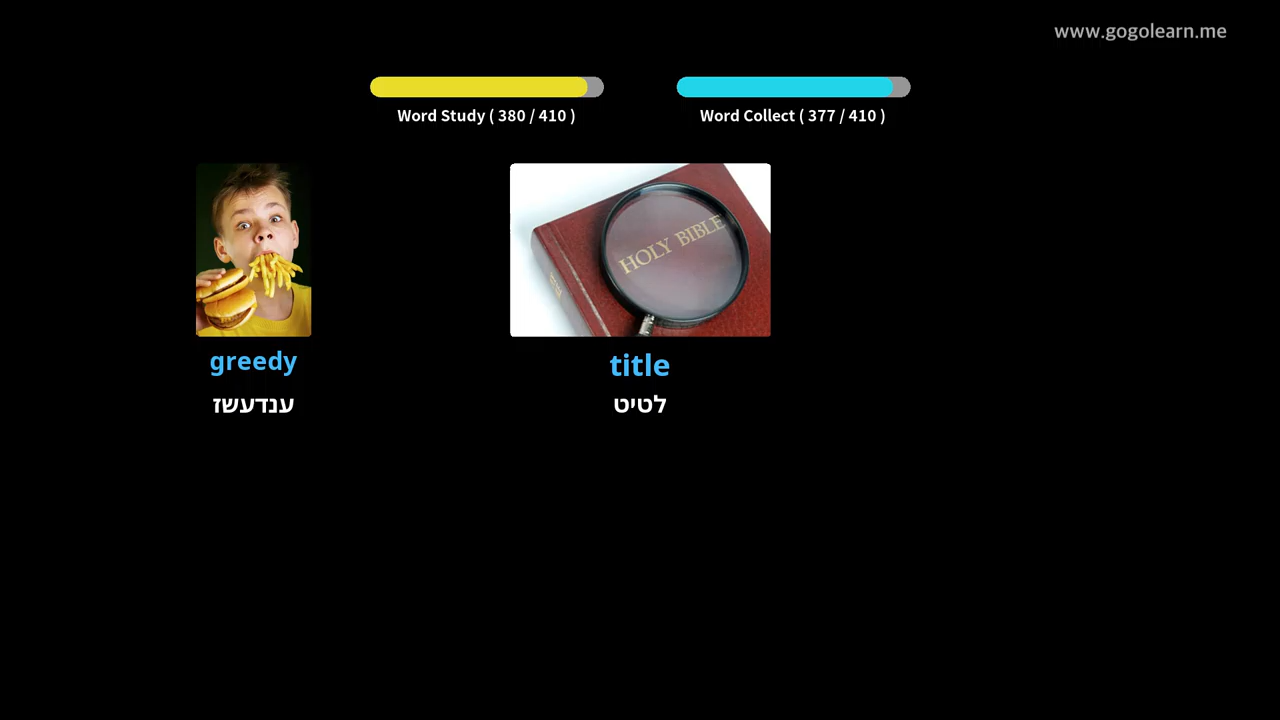 www.gogolearn.me
Word Study ( 380 / 410 )
Word Collect ( 377 / 410 )
HOLY BIBLE
greedy
ענדעשז
title
לטיט